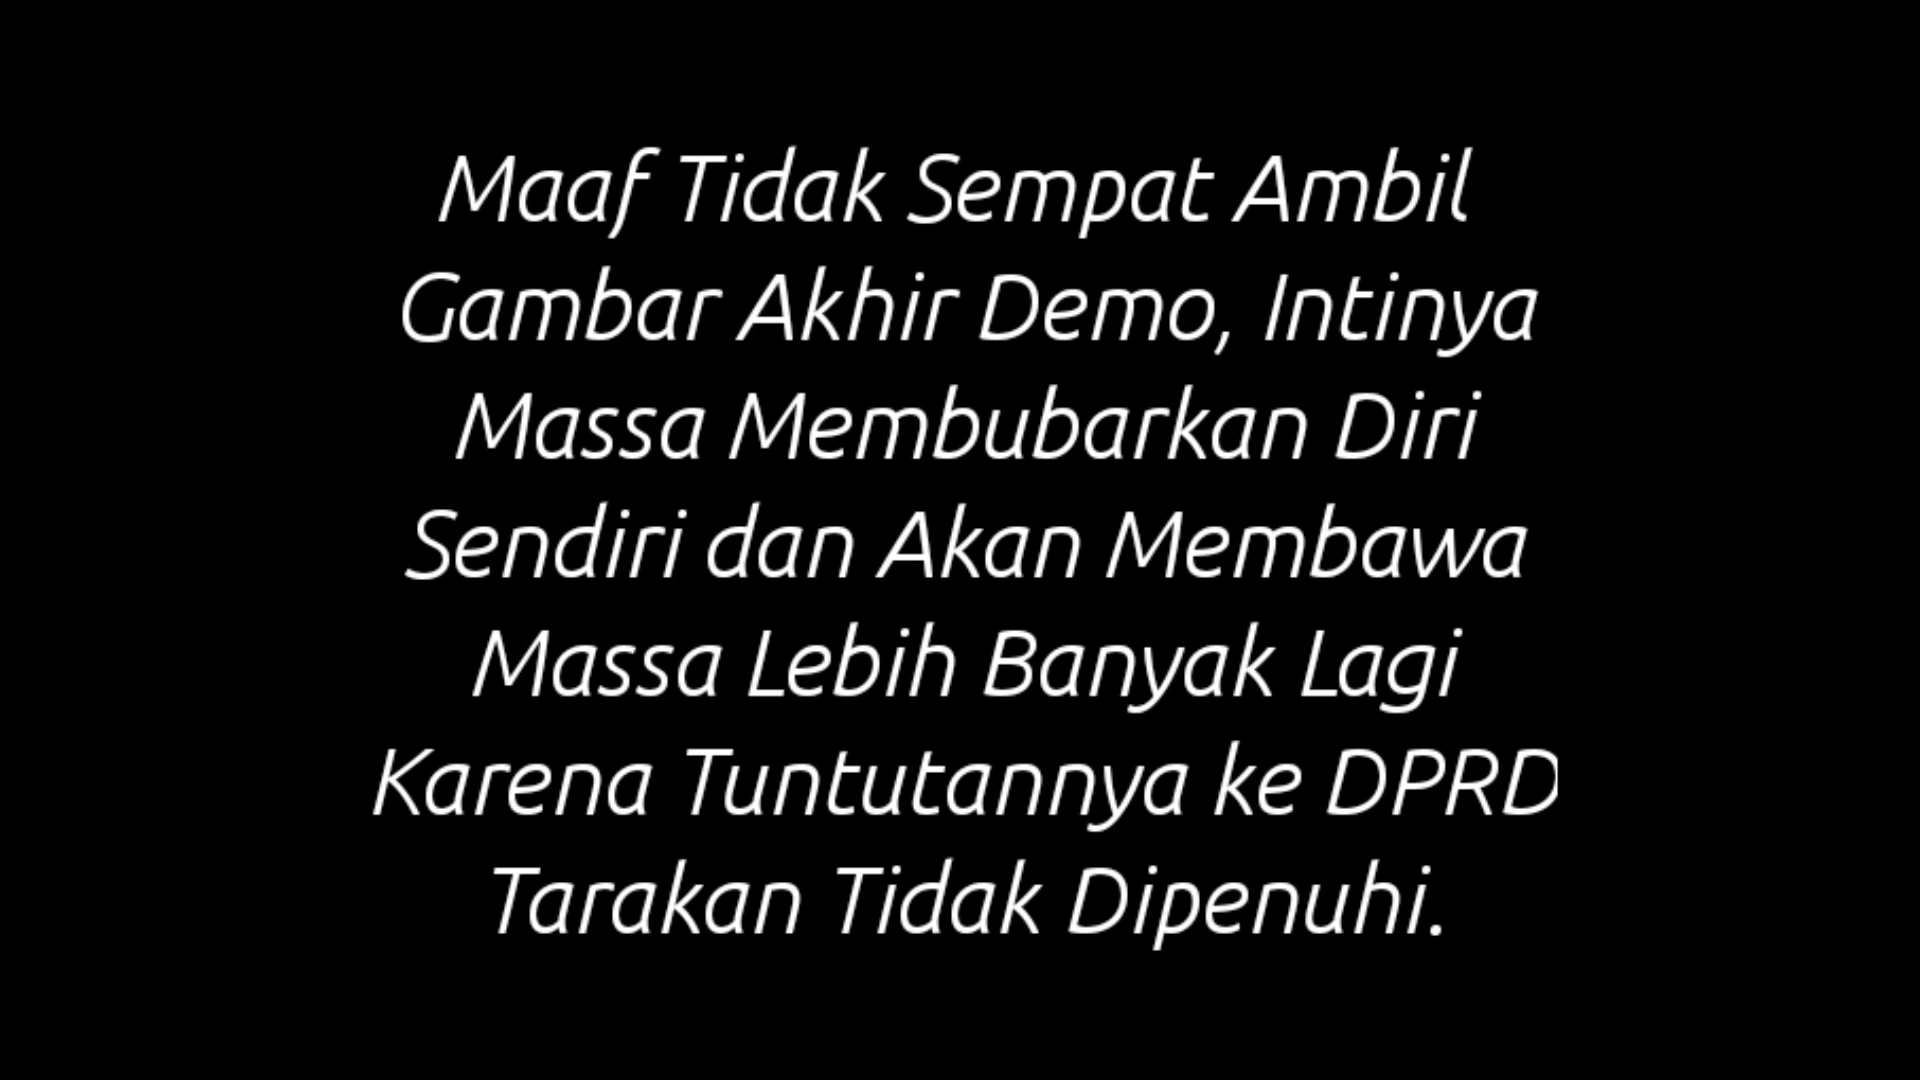 Maaf Tidak Sempat Ambil
Gambar Akhir Demo, Intinya
Massa Membubarkan Diri
Sendiri dan Akan Membawa
Massa Lebih Banyak Lagi
Karena Tuntutannya ke DPRD
Tarakan Tidak Dipenuhi.